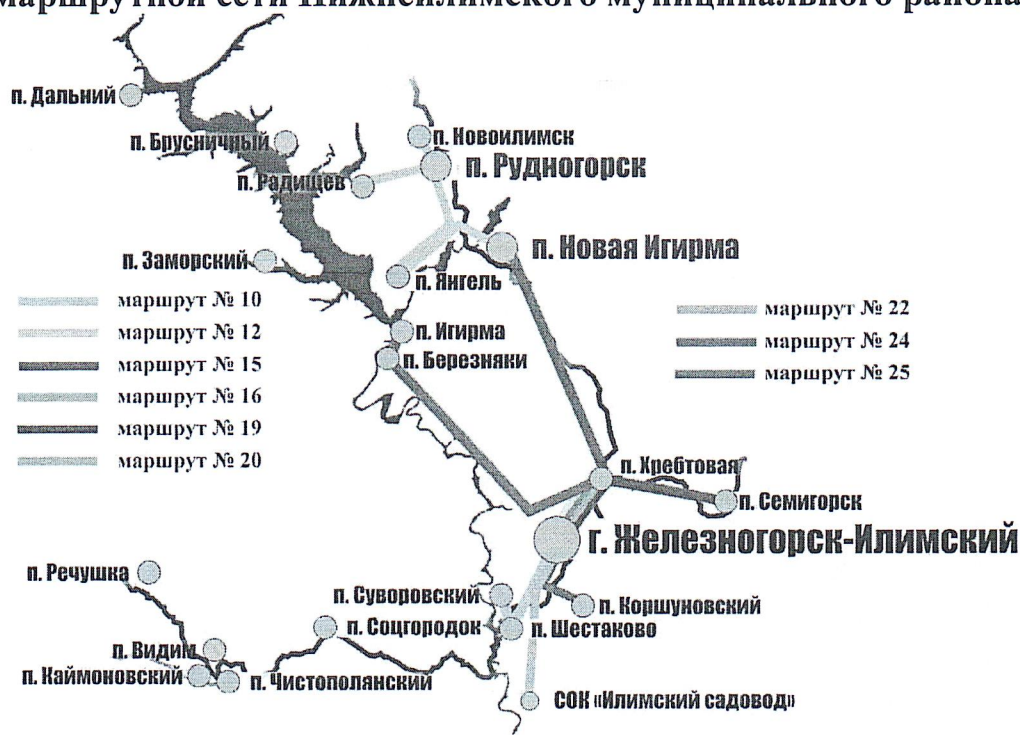 маршрутной сети Нижнеилимского муниципального района
п. Дальний
п. Новоилимск
п. Брусничный
п. Рудногорск
п. Радищев
п. Новая Игирма
п. Заморский
п. Янгель
маршрут № 10
маршрут № 12
маршрут № 15
маршрут № 16
маршрут № 19
маршрут № 20
маршрут № 22
маршрут № 24
маршрут № 25
п. Игирма
п. Березняки
п. Хребтовая
п. Семигорск
г. Железногорск-Илимский
п. Речушка
п. Суворовский
п. Коршуновский
п. Соцгородок
п. Шестаково
п. Видим
п. Каймоновский
п. Чистополянский
СОК «Илимский садовод»